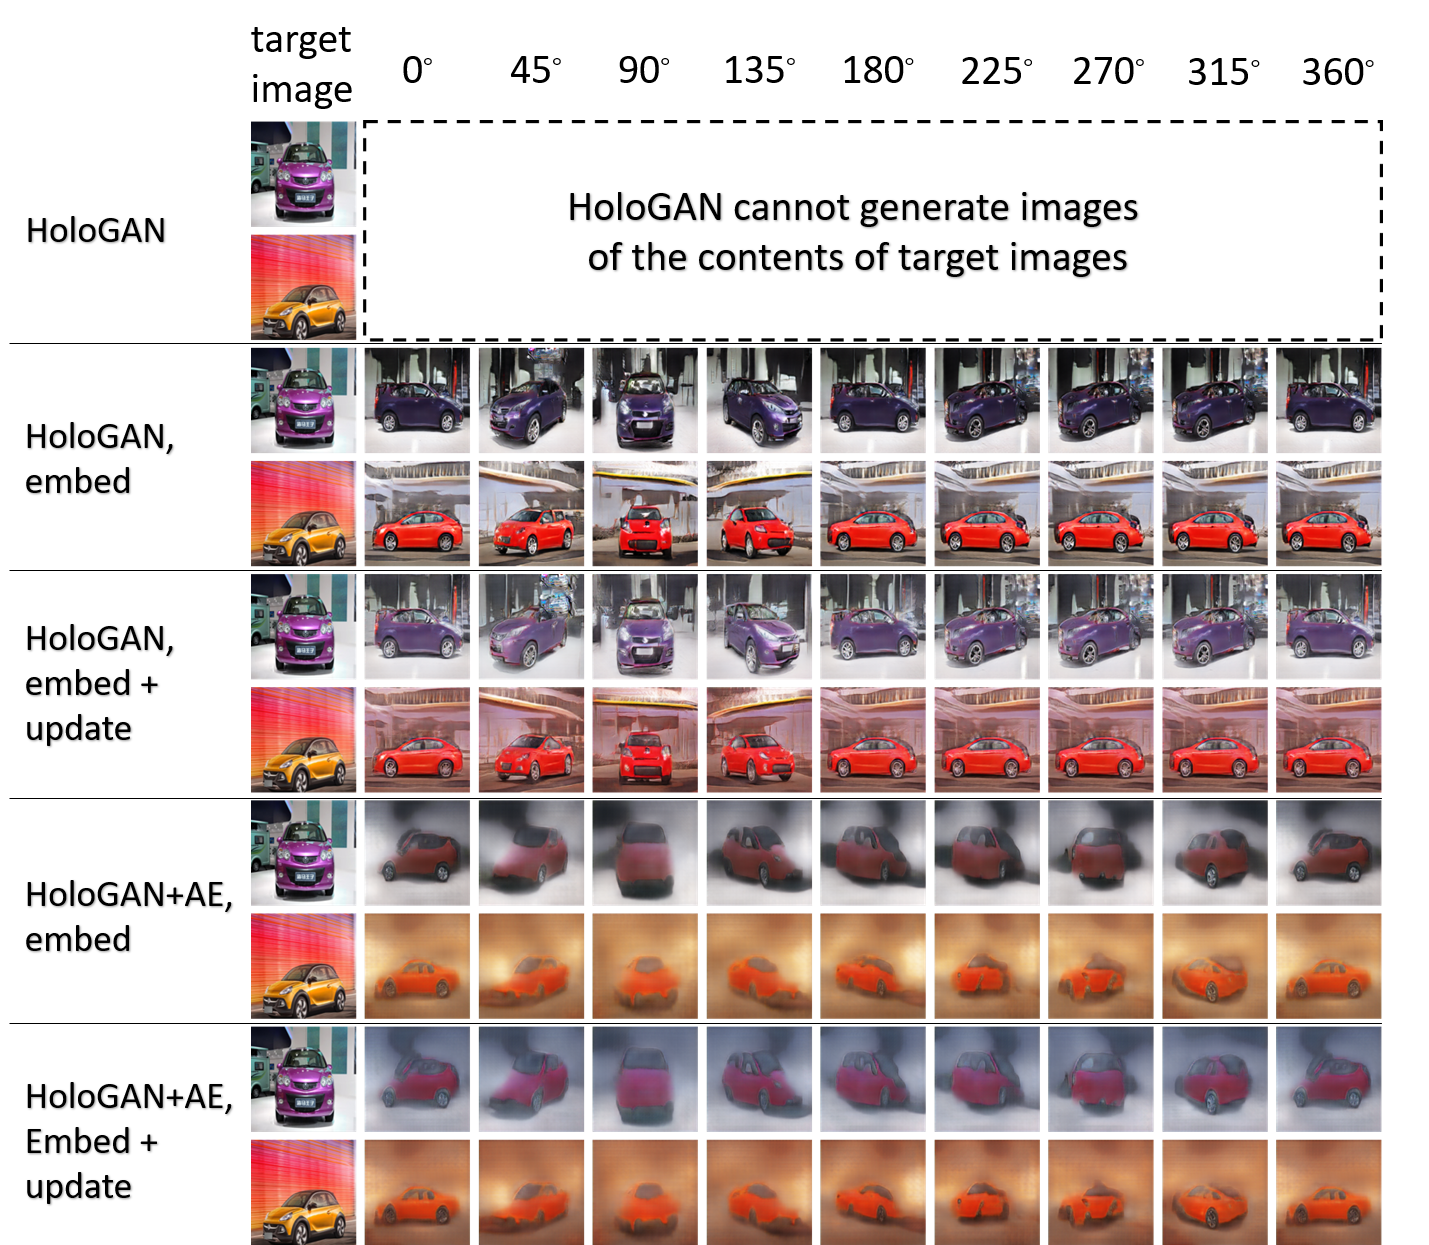 target
image
0° 45° 90° 135° 180° 225° 270° 315° 360°
HoloGAN
HoloGAN cannot generate images
of the contents of target images
HoloGAN,
embed
HoloGAN,
embed +
update
HoloGAN+AE,
embed
HoloGAN+AE,
Embed +
update